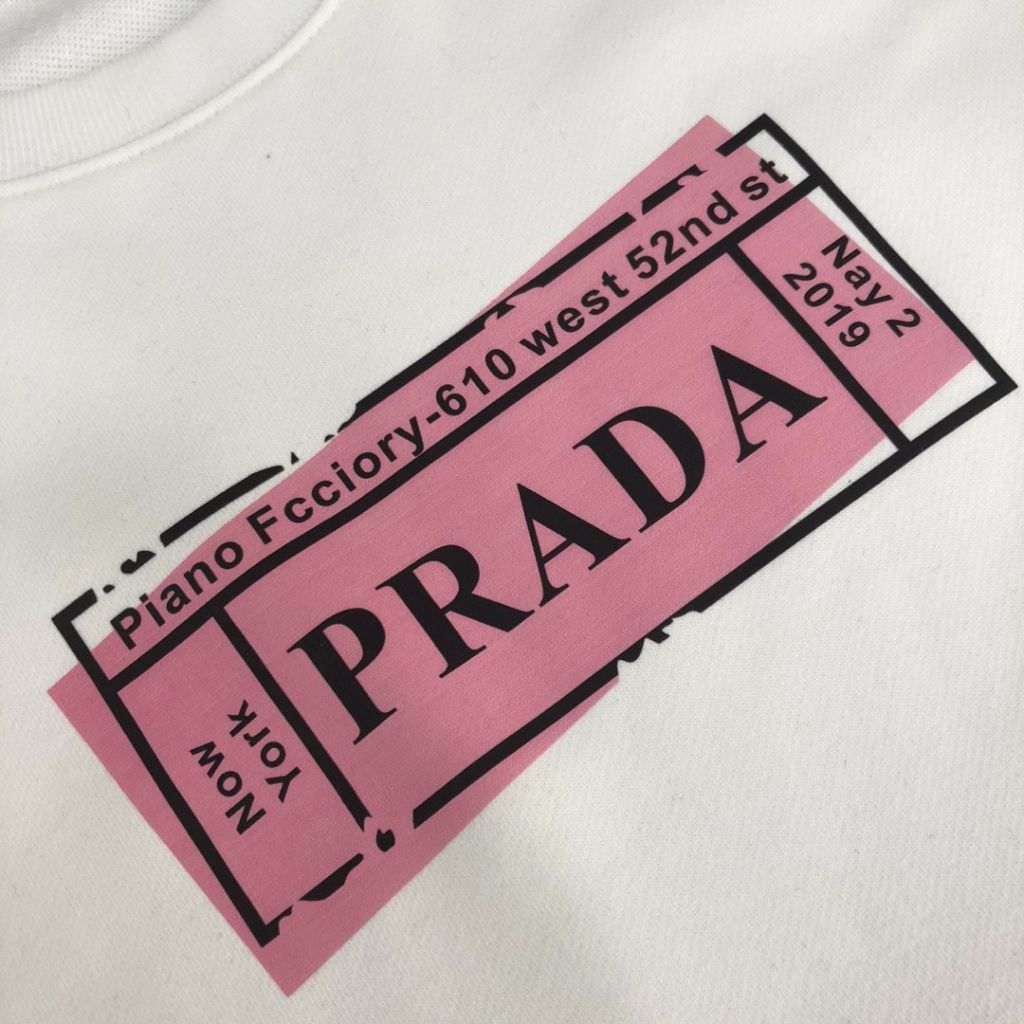 Piano Fcciory-610 west 52nd st
Now
York
PRADA
Nay 2
2019